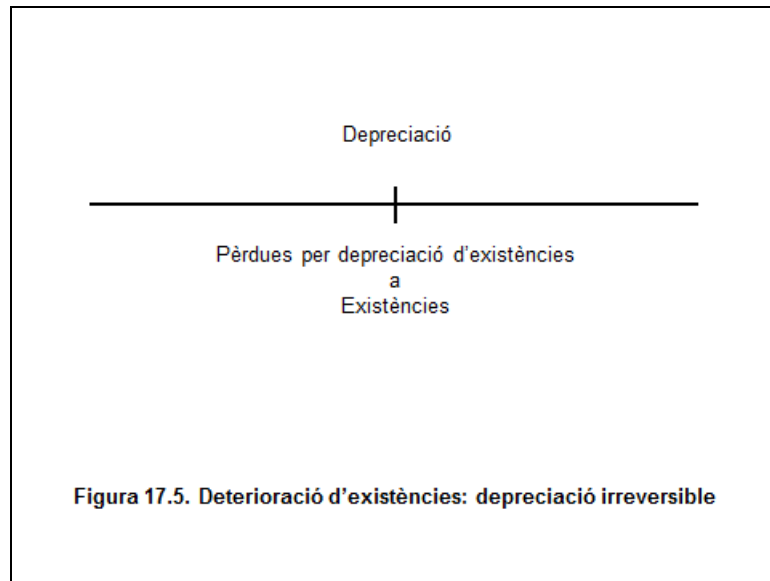 Depreciació
Pèrdues per depreciació d'existències
a
Existències
Figura 17.5. Deterioració d'existències: depreciació irreversible